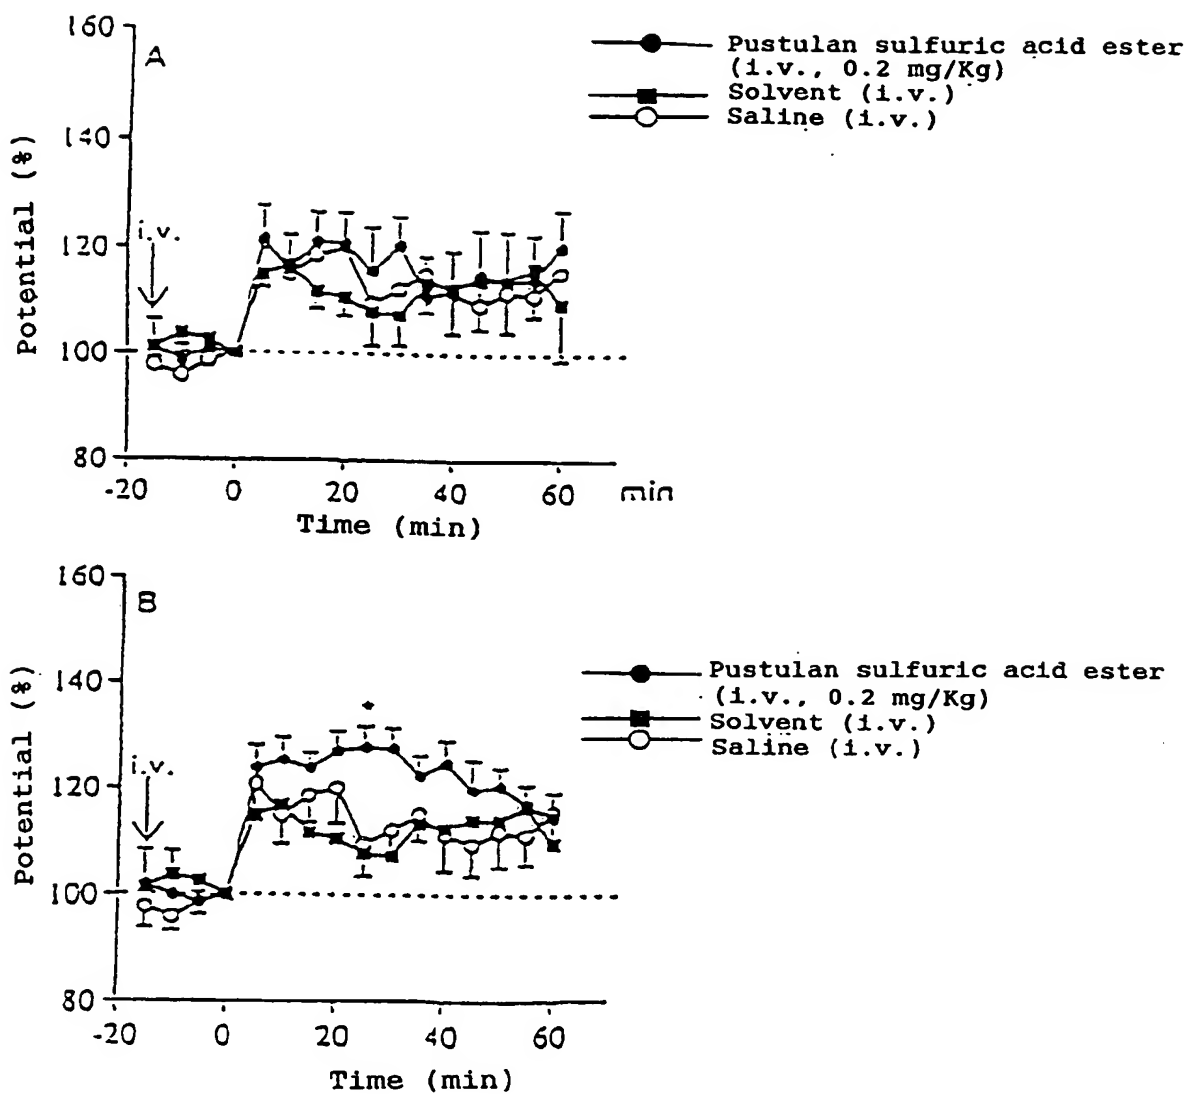 160
A
Pustulan sulfuric acid ester
(i.v., 0.2 mg/Kg)
Solvent (i.v.)
Saline (i.v.)
140
Potential (%)
i.v.
120
100
80
-20 0 20 40 60 min
Time (min)
160
B
Pustulan sulfuric acid ester
(i.v., 0.2 mg/Kg)
Solvent (i.v.)
Saline (i.v.)
140
Potential (%)
*
i.v.
120
100
80
-20 0 20 40 60
Time (min)